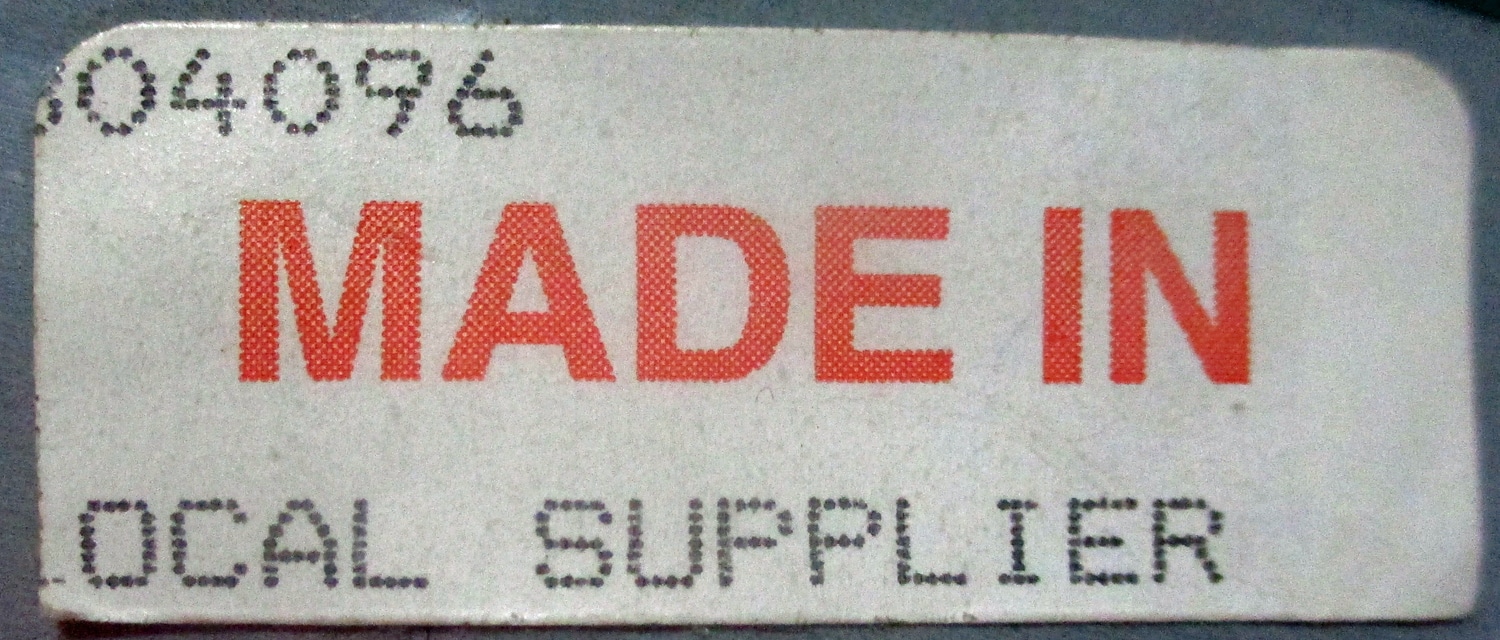 04096
MADE IN
OCAL SUPPLIER